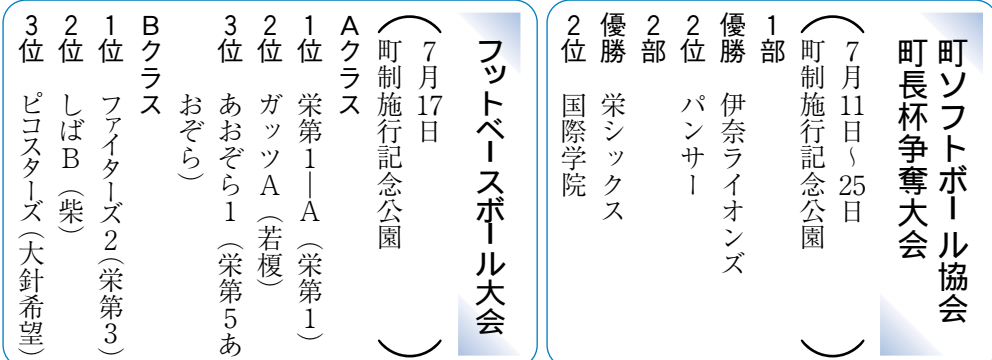 町ソフトボール協会
町長杯争奪大会
（7月11日～25日
町制施行記念公園）
1部
優勝　伊奈ライオンズ
2位　パンサー
2部
優勝　栄シックス
2位　国際学院
フットベースボール大会
（7月17日
町制施行記念公園）
Aクラス
1位　栄第1―A（栄第1）
2位　ガッツA（若榎）
3位　あおぞら1（栄第5あ
おぞら）
Bクラス
1位　ファイターズ2（栄第3）
2位　しばB（柴）
3位　ピコスターズ（大針希望）